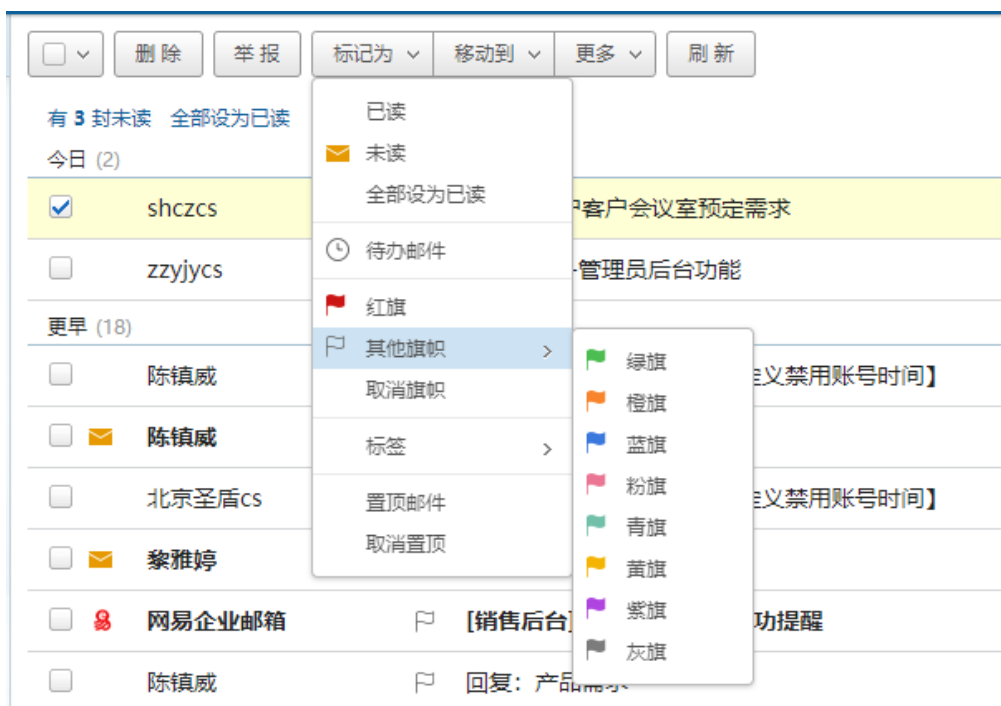 删 除 举 报 标记为 移动到 更多 刷 新
有 3 封未读 全部设为已读
今日 (2)
shczcs 客户会议室预定需求
zzyjycs 管理员后台功能
更早 (18)
陈镇威 义禁用账号时间】
陈镇威
北京圣盾cs 义禁用账号时间】
黎雅婷
网易企业邮箱 [销售后台] 功提醒
陈镇威 回复：产品需求
已读
未读
全部设为已读
待办邮件
红旗
其他旗帜
取消旗帜
标签
置顶邮件
取消置顶
绿旗
橙旗
蓝旗
粉旗
青旗
黄旗
紫旗
灰旗